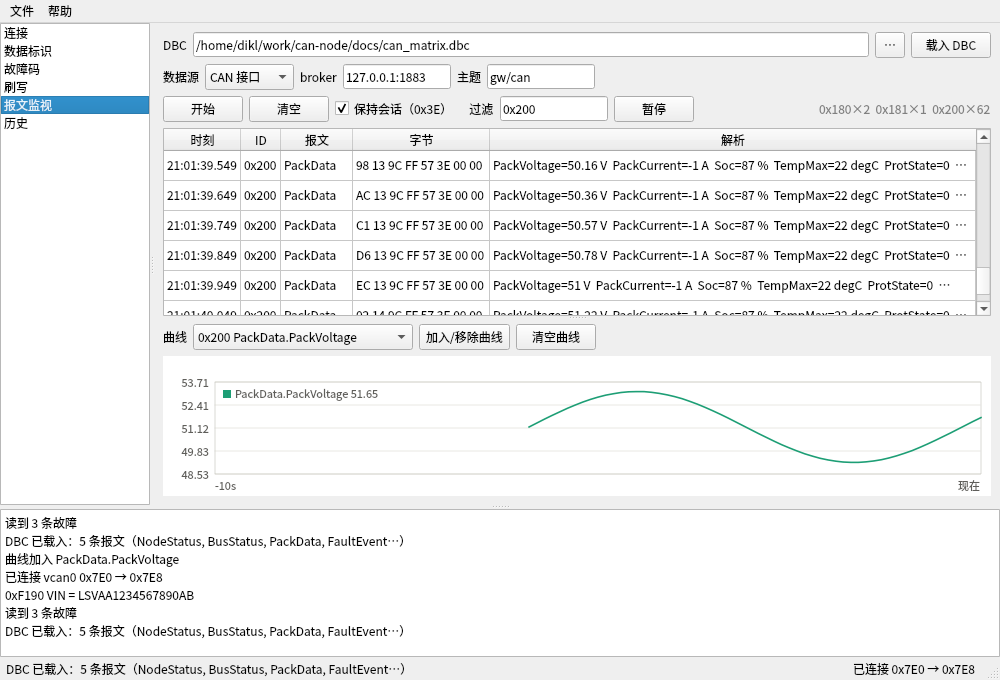 文件 帮助
连接
数据标识
故障码
刷写
报文监视
历史
DBC /home/dikl/work/can-node/docs/can_matrix.dbc ... 载入 DBC
数据源 CAN 接口 broker 127.0.0.1:1883 主题 gw/can
开始 清空 保持会话（0x3E） 过滤 0x200 暂停 0x180×2 0x181×1 0x200×62
时刻 ID 报文 字节 解析
21:01:39.549 0x200 PackData 98 13 9C FF 57 3E 00 00 PackVoltage=50.16 V PackCurrent=-1 A Soc=87 % TempMax=22 degC ProtState=0 ...
21:01:39.649 0x200 PackData AC 13 9C FF 57 3E 00 00 PackVoltage=50.36 V PackCurrent=-1 A Soc=87 % TempMax=22 degC ProtState=0 ...
21:01:39.749 0x200 PackData C1 13 9C FF 57 3E 00 00 PackVoltage=50.57 V PackCurrent=-1 A Soc=87 % TempMax=22 degC ProtState=0 ...
21:01:39.849 0x200 PackData D6 13 9C FF 57 3E 00 00 PackVoltage=50.78 V PackCurrent=-1 A Soc=87 % TempMax=22 degC ProtState=0 ...
21:01:39.949 0x200 PackData EC 13 9C FF 57 3E 00 00 PackVoltage=51 V PackCurrent=-1 A Soc=87 % TempMax=22 degC ProtState=0 ...
曲线 0x200 PackData.PackVoltage 加入/移除曲线 清空曲线
PackData.PackVoltage 51.65
53.71
52.41
51.12
49.83
48.53
-10s 现在
读到 3 条故障
DBC 已载入：5 条报文（NodeStatus, BusStatus, PackData, FaultEvent…）
曲线加入 PackData.PackVoltage
已连接 vcan0 0x7E0 → 0x7E8
0xF190 VIN = LSVAA1234567890AB
读到 3 条故障
DBC 已载入：5 条报文（NodeStatus, BusStatus, PackData, FaultEvent…）
DBC 已载入：5 条报文（NodeStatus, BusStatus, PackData, FaultEvent…） 已连接 0x7E0 → 0x7E8